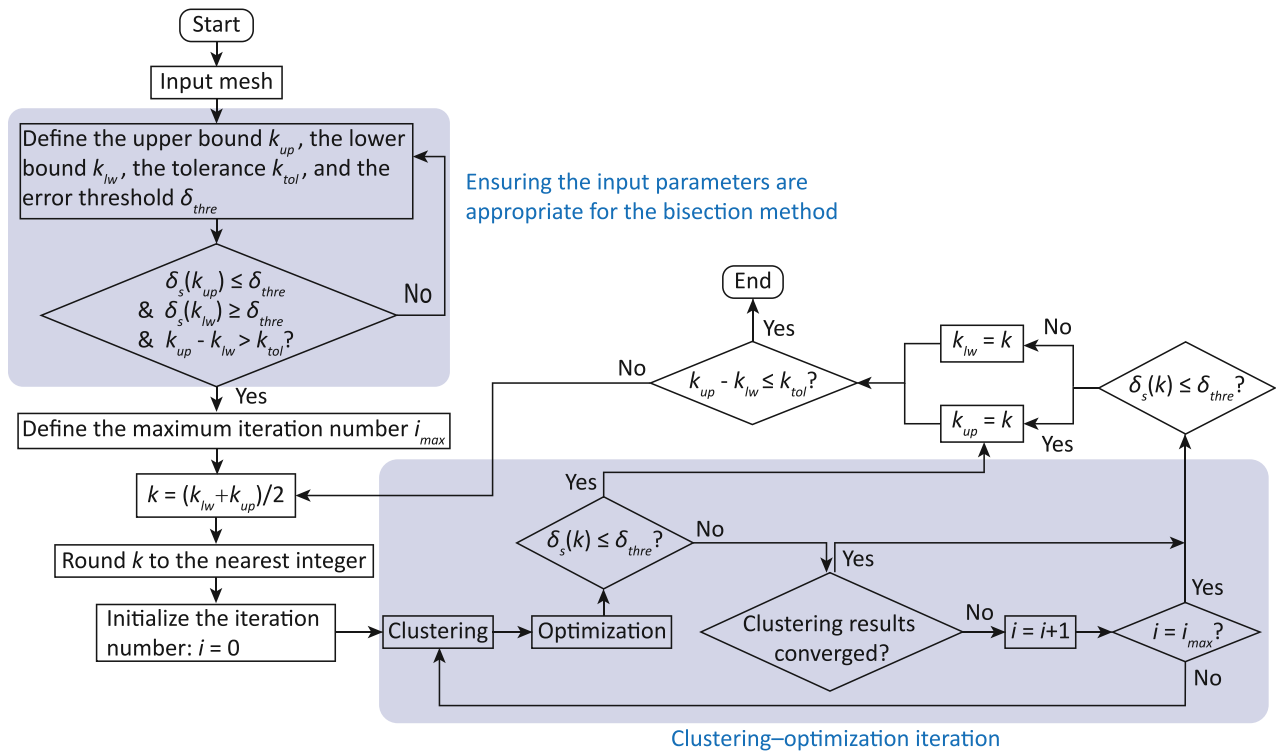 Start
Input mesh
Define the upper bound k_up, the lower
bound k_lw, the tolerance k_tol, and the
error threshold δ_thre
Ensuring the input parameters are
appropriate for the bisection method
δ_s(k_up) ≤ δ_thre
& δ_s(k_lw) ≥ δ_thre
& k_up - k_lw > k_tol?
No
Yes
Define the maximum iteration number i_max
k = (k_lw+k_up)/2
Round k to the nearest integer
Initialize the iteration
number: i = 0
Clustering
Optimization
δ_s(k) ≤ δ_thre?
Yes
No
Clustering results
converged?
Yes
No
i = i+1
i = i_max?
Yes
No
δ_s(k) ≤ δ_thre?
No
Yes
k_lw = k
k_up = k
k_up - k_lw ≤ k_tol?
No
Yes
End
Clustering–optimization iteration